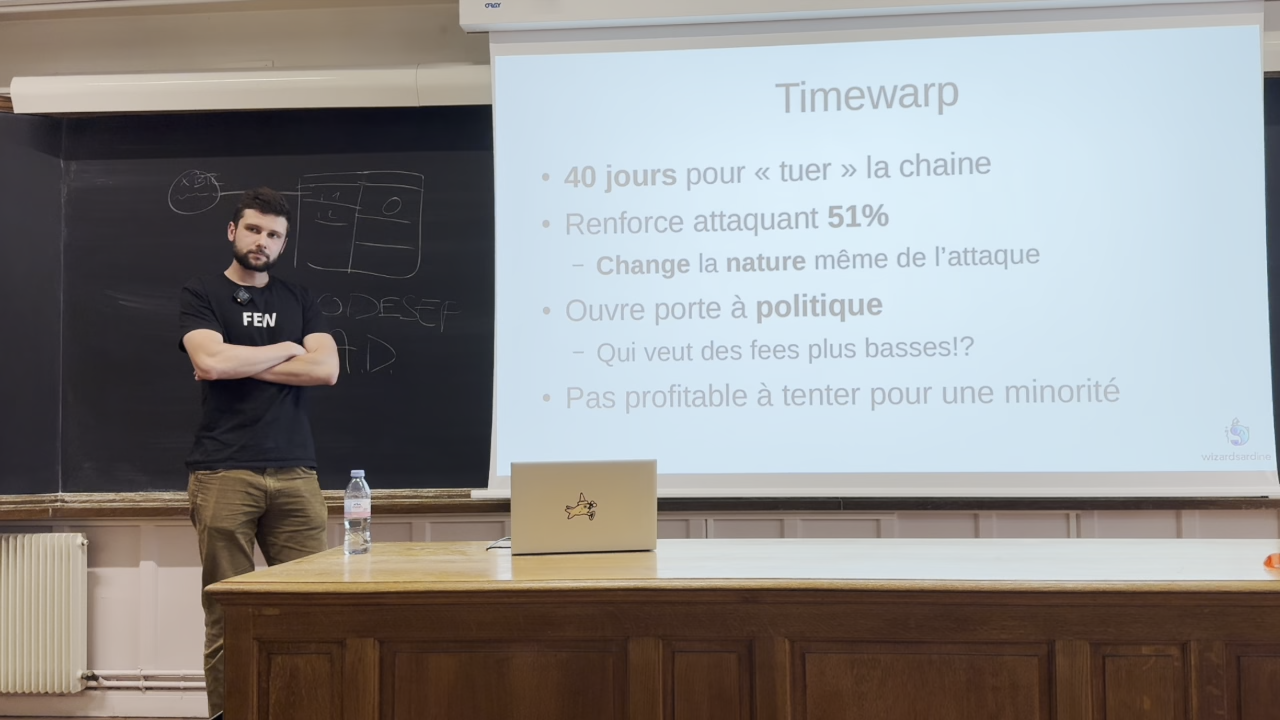 Timewarp
• 40 jours pour « tuer » la chaine
• Renforce attaquant 51%
– Change la nature même de l’attaque
• Ouvre porte à politique
– Qui veut des fees plus basses!?
• Pas profitable à tenter pour une minorité
wizardsardine
FEN
ODESEP
A.D.